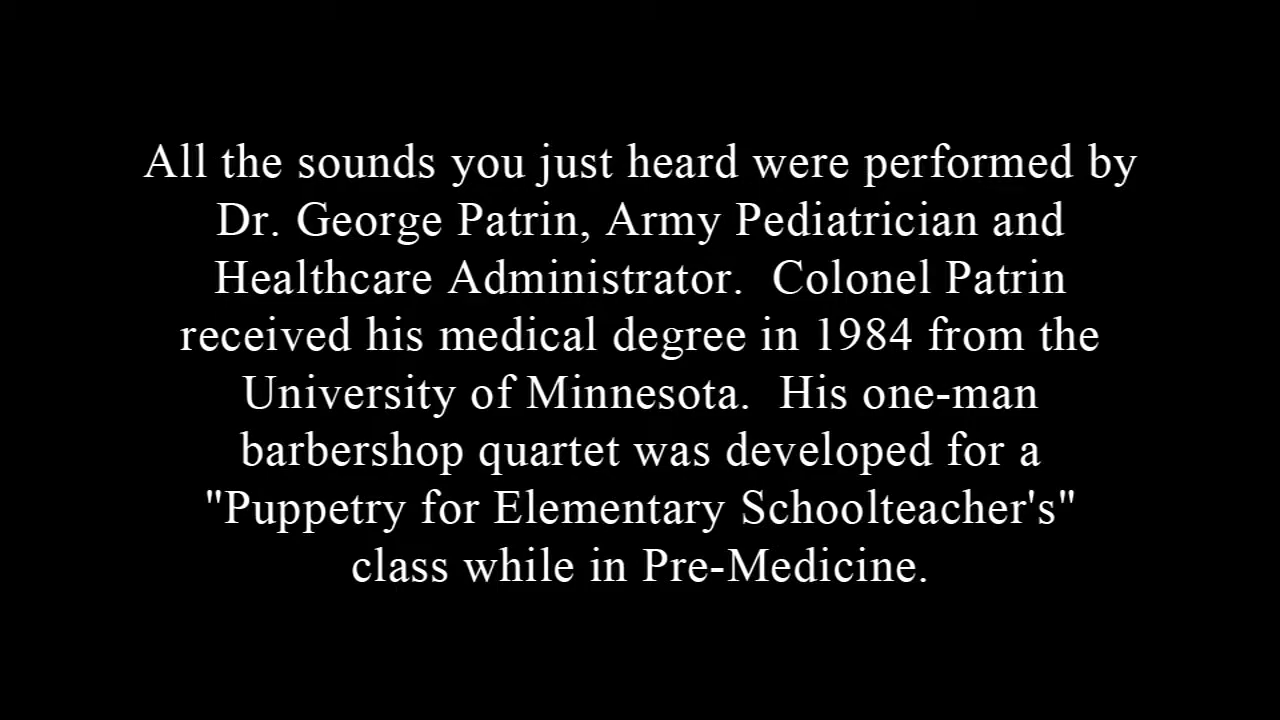 All the sounds you just heard were performed by
Dr. George Patrin, Army Pediatrician and
Healthcare Administrator.  Colonel Patrin
received his medical degree in 1984 from the
University of Minnesota.  His one-man
barbershop quartet was developed for a
"Puppetry for Elementary Schoolteacher's"
class while in Pre-Medicine.